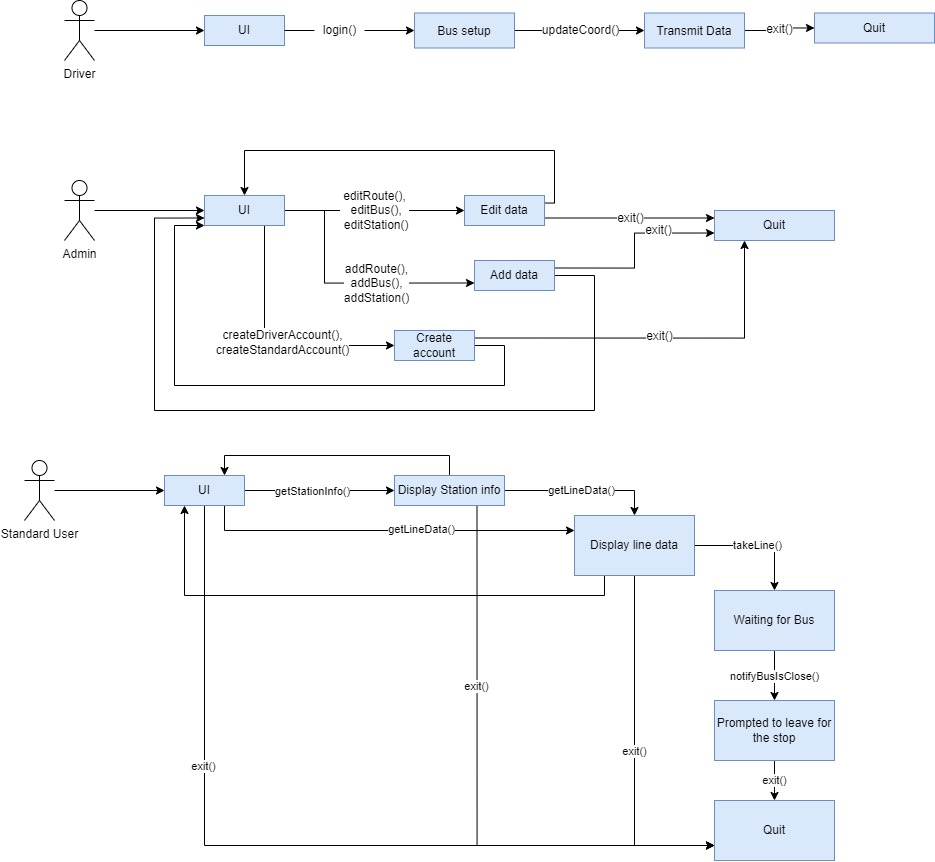 UI
login()
Bus setup
updateCoord()
Transmit Data
exit()
Quit
Driver
UI
editRoute(),
editBus(),
editStation()
Edit data
exit()
exit()
Quit
Admin
addRoute(),
addBus(),
addStation()
Add data
createDriverAccount(),
createStandardAccount()
Create
account
exit()
UI
getStationInfo()
Display Station info
getLineData()
Standard User
getLineData()
Display line data
takeLine()
Waiting for Bus
notifyBusIsClose()
exit()
Prompted to leave for
the stop
exit()
exit()
exit()
Quit